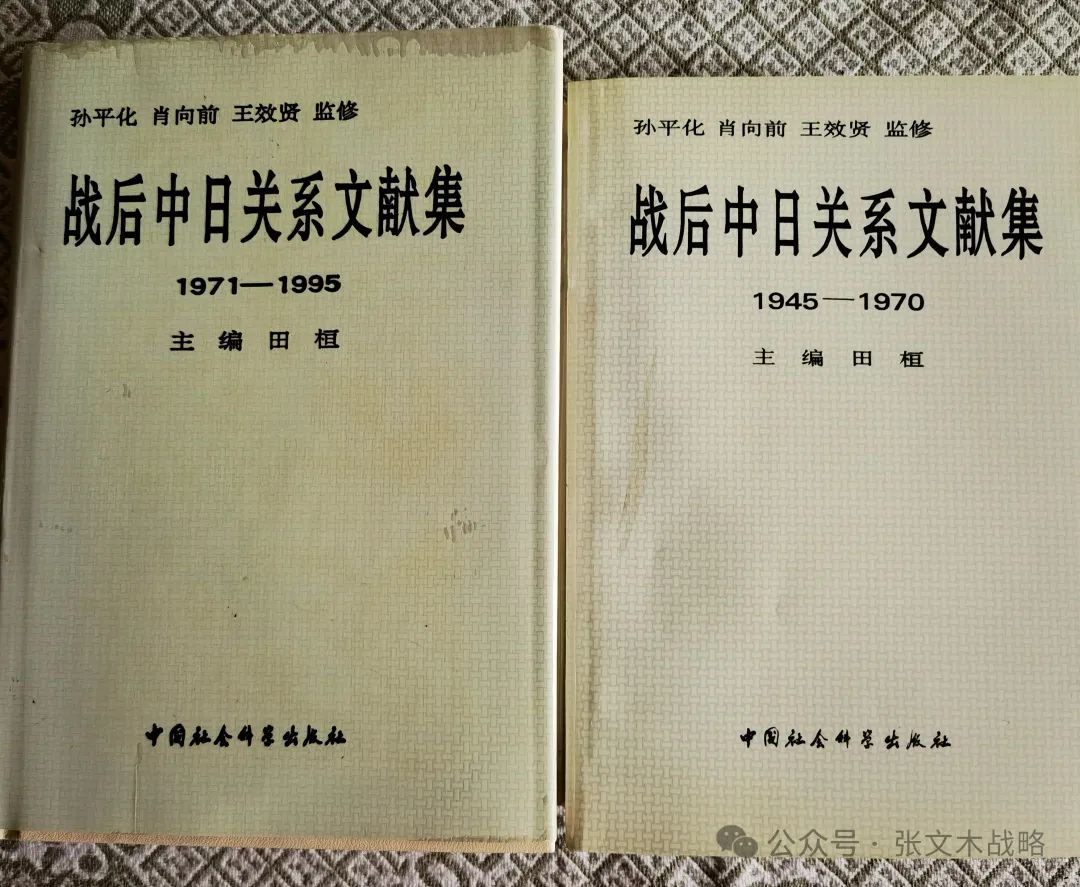 孙平化 肖向前 王效贤 监修
战后中日关系文献集
1971—1995
主 编 田 桓
中国社会科学出版社
孙平化 肖向前 王效贤 监修
战后中日关系文献集
1945—1970
主 编 田 桓
中国社会科学出版社
公众号·张文木战略